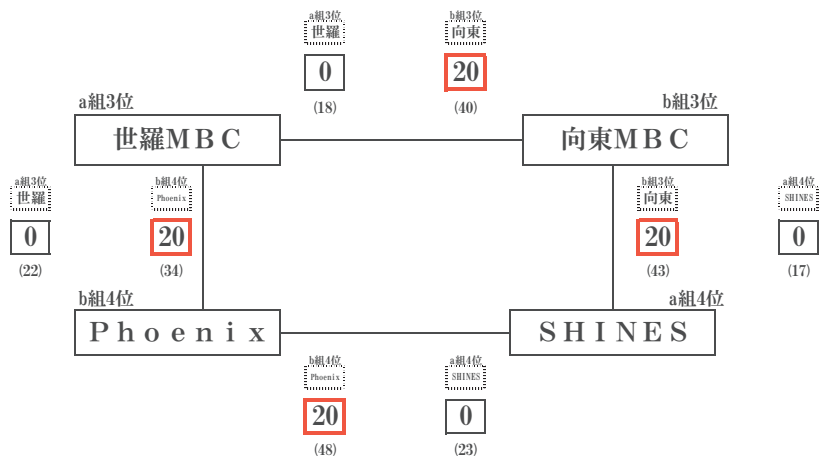 a組3位 b組3位
世羅 向東
0 20
(18) (40)
a組3位 b組3位
世羅MBC 向東MBC
a組3位 b組4位 b組3位 a組4位
世羅 Phoenix 向東 SHINES
0 20 20 0
(22) (34) (43) (17)
b組4位 a組4位
Phoenix SHINES
b組4位 a組4位
Phoenix SHINES
20 0
(48) (23)